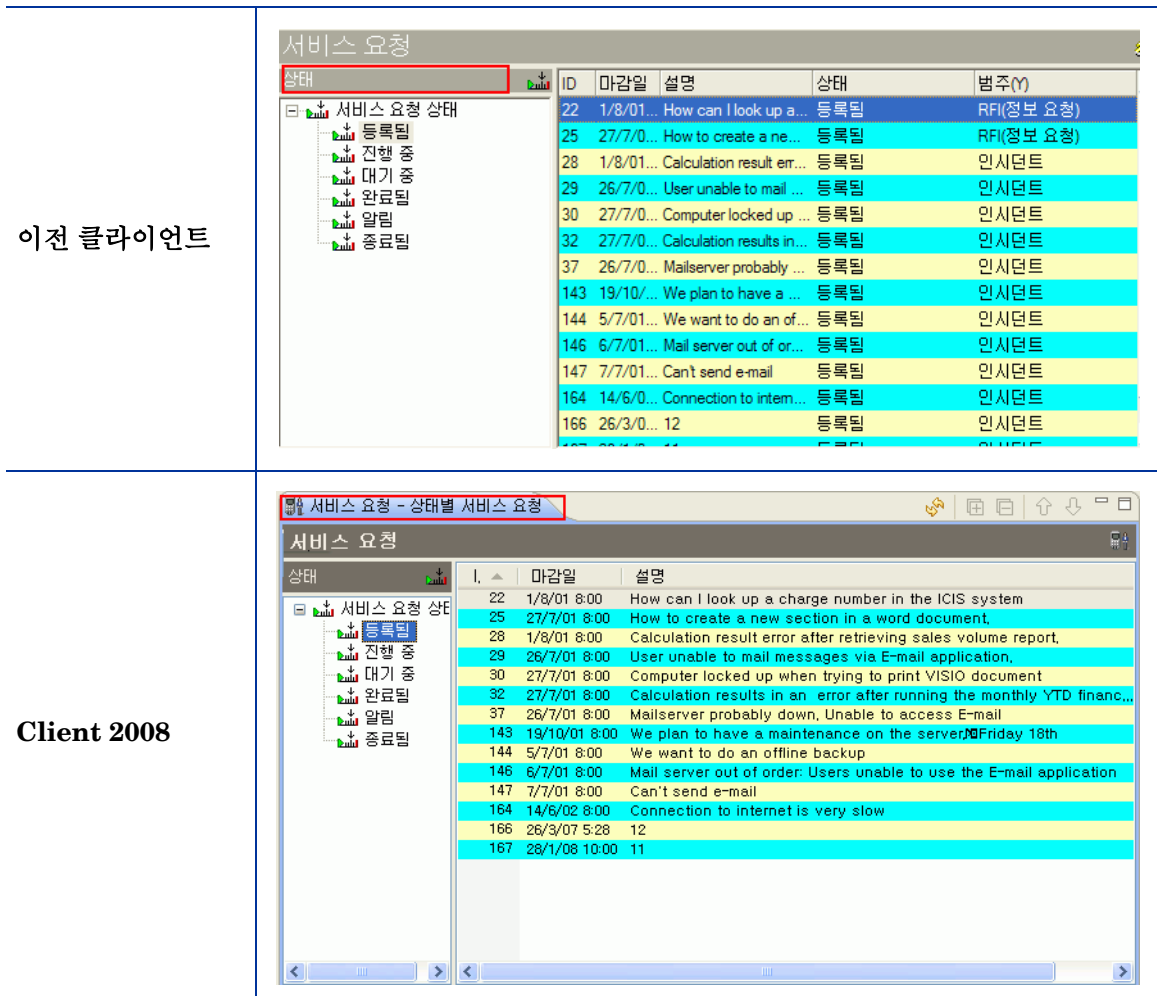 이전 클라이언트
서비스 요청
상태
서비스 요청 상태
등록됨
진행 중
대기 중
완료됨
알림
종료됨
ID 마감일 설명 상태 범주(Y)
22 1/8/01... How can I look up a... 등록됨 RFI(정보 요청)
25 27/7/0... How to create a ne... 등록됨 RFI(정보 요청)
28 1/8/01... Calculation result err... 등록됨 인시던트
29 26/7/0... User unable to mail ... 등록됨 인시던트
30 27/7/0... Computer locked up ... 등록됨 인시던트
32 27/7/0... Calculation results in... 등록됨 인시던트
37 26/7/0... Mailserver probably ... 등록됨 인시던트
143 19/10/... We plan to have a ... 등록됨 인시던트
144 5/7/01... We want to do an of... 등록됨 인시던트
146 6/7/01... Mail server out of or... 등록됨 인시던트
147 7/7/01... Can't send e-mail 등록됨 인시던트
164 14/6/0... Connection to intern... 등록됨 인시던트
166 26/3/0... 12 등록됨 인시던트
Client 2008
서비스 요청 - 상태별 서비스 요청
서비스 요청
상태
서비스 요청 상태
등록됨
진행 중
대기 중
완료됨
알림
종료됨
I. 마감일 설명
22 1/8/01 8:00 How can I look up a charge number in the ICIS system
25 27/7/01 8:00 How to create a new section in a word document,
28 1/8/01 8:00 Calculation result error after retrieving sales volume report,
29 26/7/01 8:00 User unable to mail messages via E-mail application,
30 27/7/01 8:00 Computer locked up when trying to print VISIO document
32 27/7/01 8:00 Calculation results in an error after running the monthly YTD financ...
37 26/7/01 8:00 Mailserver probably down, Unable to access E-mail
143 19/10/01 8:00 We plan to have a maintenance on the server, Friday 18th
144 5/7/01 8:00 We want to do an offline backup
146 6/7/01 8:00 Mail server out of order: Users unable to use the E-mail application
147 7/7/01 8:00 Can't send e-mail
164 14/6/02 8:00 Connection to internet is very slow
166 26/3/07 5:28 12
167 28/1/08 10:00 11